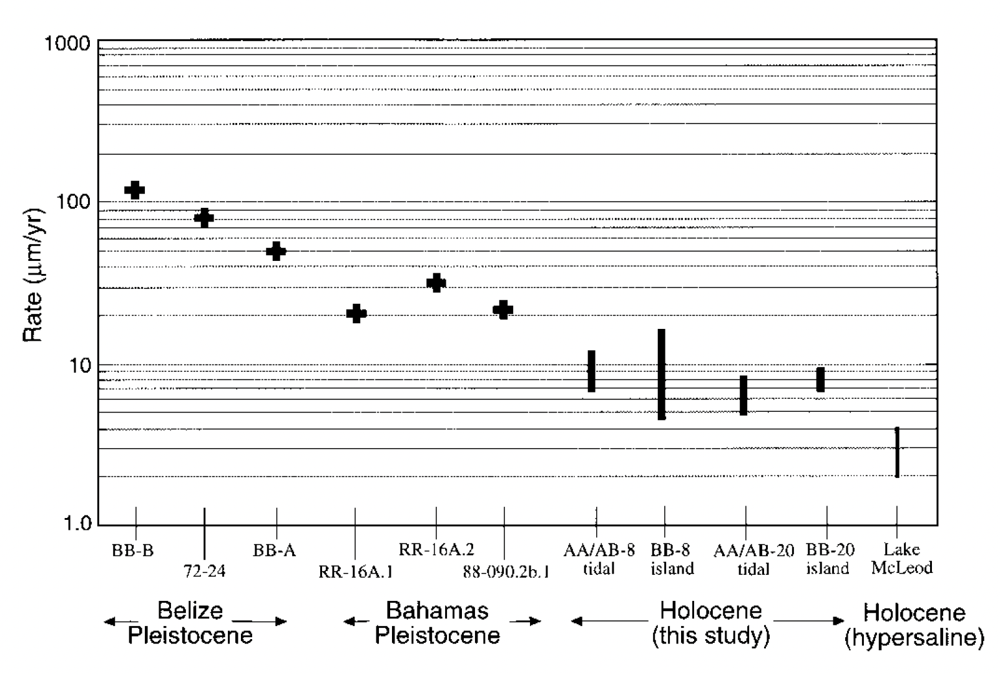 1000
100
10
1.0
Rate (μm/yr)
BB-B
72-24
BB-A
RR-16A.1
RR-16A.2
88-090.2b.1
AA/AB-8
tidal
BB-8
island
AA/AB-20
tidal
BB-20
island
Lake
McLeod
Belize
Pleistocene
Bahamas
Pleistocene
Holocene
(this study)
Holocene
(hypersaline)